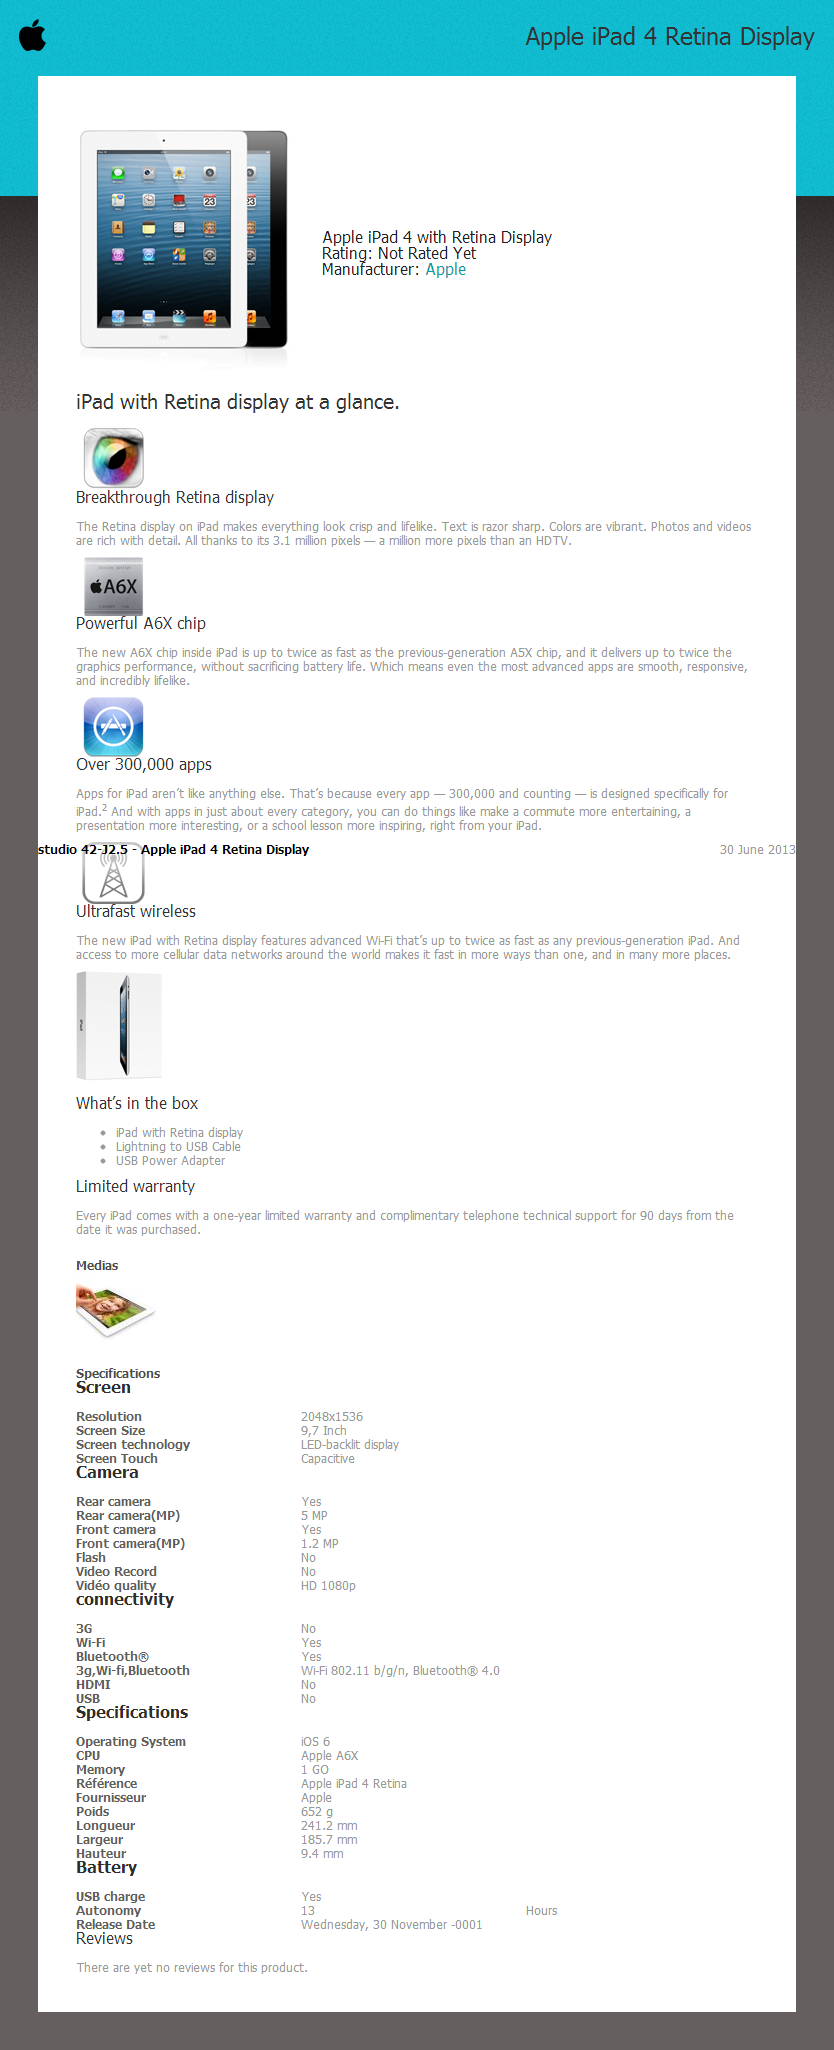 Apple iPad 4 Retina Display
Apple iPad 4 with Retina Display
Rating: Not Rated Yet
Manufacturer: Apple
iPad with Retina display at a glance.
Breakthrough Retina display
The Retina display on iPad makes everything look crisp and lifelike. Text is razor sharp. Colors are vibrant. Photos and videos
are rich with detail. All thanks to its 3.1 million pixels — a million more pixels than an HDTV.
A6X
Powerful A6X chip
The new A6X chip inside iPad is up to twice as fast as the previous-generation A5X chip, and it delivers up to twice the
graphics performance, without sacrificing battery life. Which means even the most advanced apps are smooth, responsive,
and incredibly lifelike.
Over 300,000 apps
Apps for iPad aren’t like anything else. That’s because every app — 300,000 and counting — is designed specifically for
iPad.2 And with apps in just about every category, you can do things like make a commute more entertaining, a
presentation more interesting, or a school lesson more inspiring, right from your iPad.
studio 42-J2.5 - Apple iPad 4 Retina Display 30 June 2013
Ultrafast wireless
The new iPad with Retina display features advanced Wi-Fi that’s up to twice as fast as any previous-generation iPad. And
access to more cellular data networks around the world makes it fast in more ways than one, and in many more places.
What’s in the box
• iPad with Retina display
• Lightning to USB Cable
• USB Power Adapter
Limited warranty
Every iPad comes with a one-year limited warranty and complimentary telephone technical support for 90 days from the
date it was purchased.
Medias
Specifications
Screen
Resolution 2048x1536
Screen Size 9,7 Inch
Screen technology LED-backlit display
Screen Touch Capacitive
Camera
Rear camera Yes
Rear camera(MP) 5 MP
Front camera Yes
Front camera(MP) 1.2 MP
Flash No
Video Record No
Vidéo quality HD 1080p
connectivity
3G No
Wi-Fi Yes
Bluetooth® Yes
3g,Wi-fi,Bluetooth Wi-Fi 802.11 b/g/n, Bluetooth® 4.0
HDMI No
USB No
Specifications
Operating System iOS 6
CPU Apple A6X
Memory 1 GO
Référence Apple iPad 4 Retina
Fournisseur Apple
Poids 652 g
Longueur 241.2 mm
Largeur 185.7 mm
Hauteur 9.4 mm
Battery
USB charge Yes
Autonomy 13 Hours
Release Date Wednesday, 30 November -0001
Reviews
There are yet no reviews for this product.